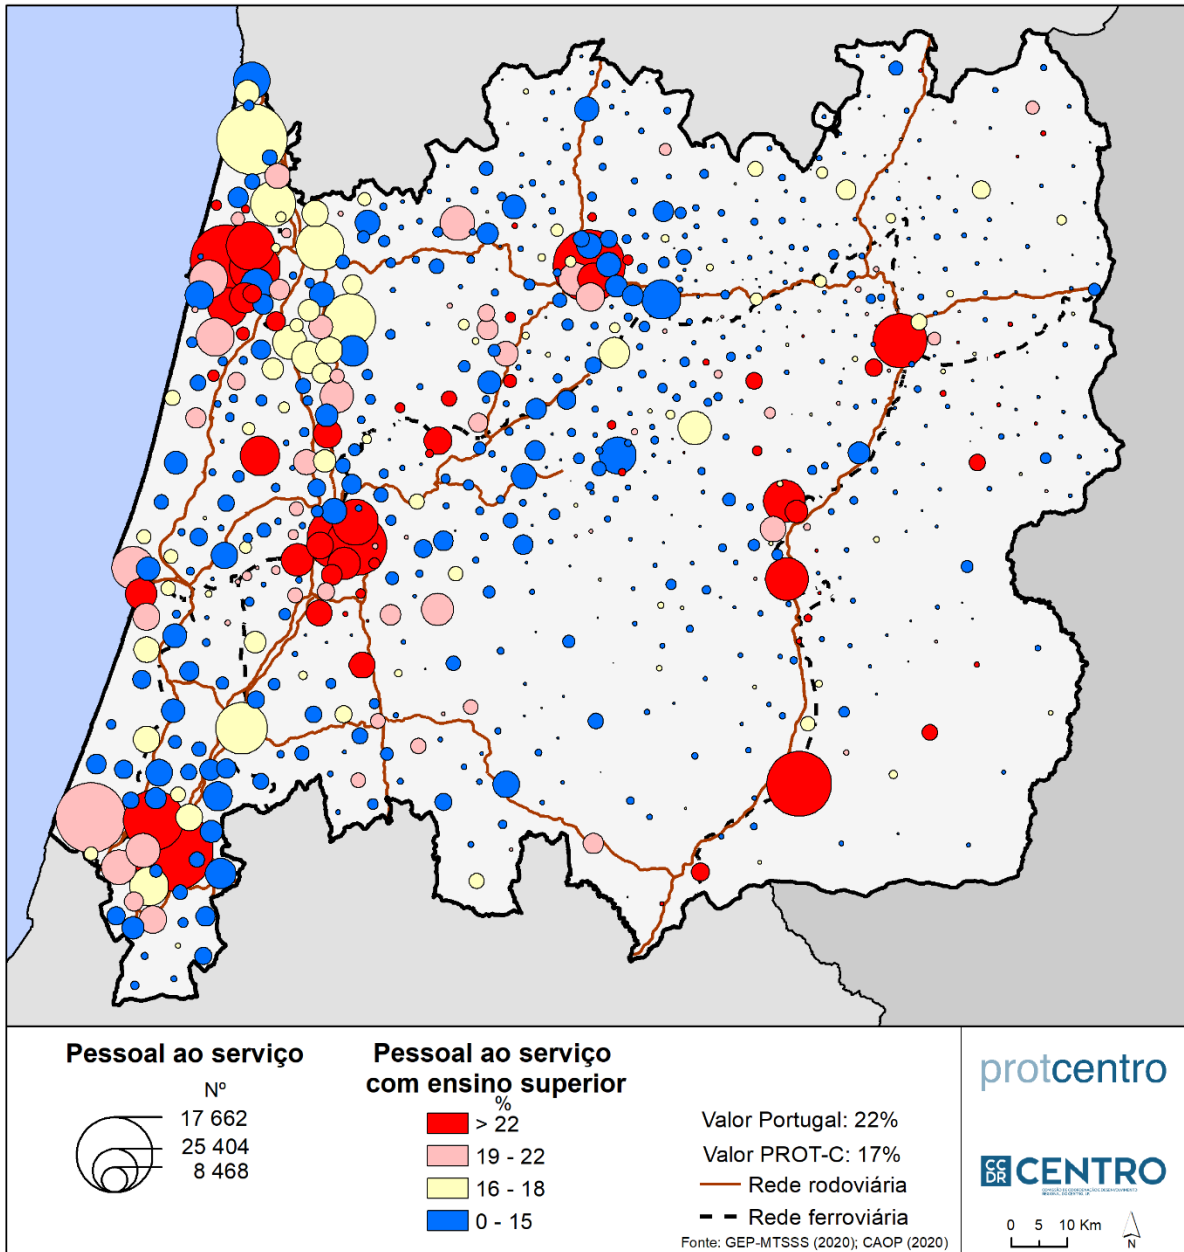 Pessoal ao serviço
Nº
17 662
25 404
8 468
Pessoal ao serviço
com ensino superior
%
> 22
19 - 22
16 - 18
0 - 15
Valor Portugal: 22%
Valor PROT-C: 17%
Rede rodoviária
Rede ferroviária
Fonte: GEP-MTSSS (2020); CAOP (2020)
protcentro
CC
DR CENTRO
0 5 10 Km
N